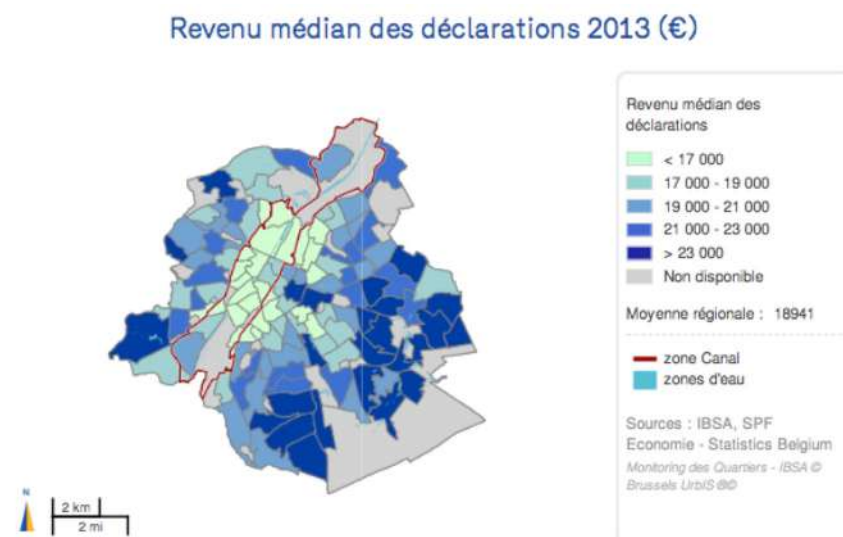 Revenu médian des déclarations 2013 (€)
Revenu médian des
déclarations
< 17 000
17 000 - 19 000
19 000 - 21 000
21 000 - 23 000
> 23 000
Non disponible
Moyenne régionale : 18941
zone Canal
zones d'eau
Sources : IBSA, SPF
Economie - Statistics Belgium
Monitoring des Quartiers - IBSA ©
Brussels UrbIS ®©
N
2 km
2 mi